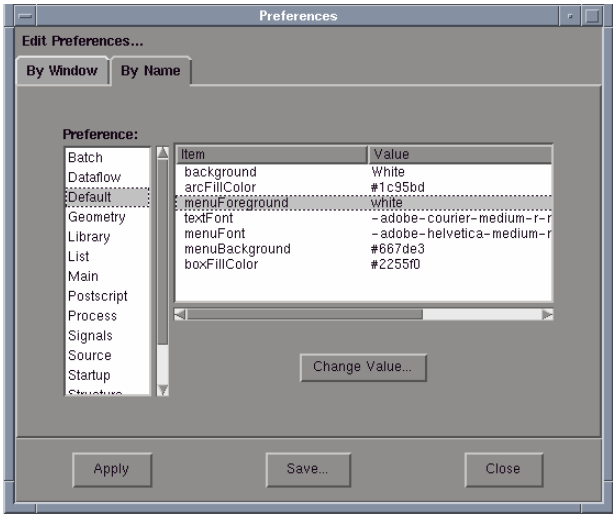 Preferences
Edit Preferences...
By Window By Name
Preference:
Item Value
Batch
Dataflow
Default
Geometry
Library
List
Main
Postscript
Process
Signals
Source
Startup
Structure
background White
arcFillColor #1c95bd
menuForeground white
textFont -adobe-courier-medium-r-r
menuFont -adobe-helvetica-medium-r
menuBackground #667de3
boxFillColor #2255f0
Change Value...
Apply Save... Close